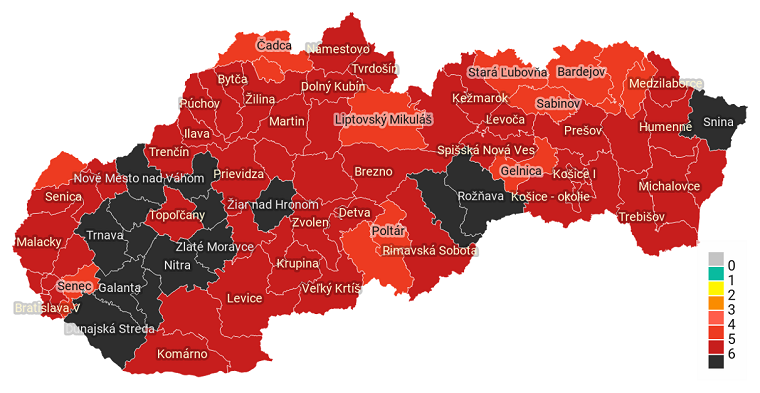 Čadca
Námestovo
Tvrdošín
Bytča
Dolný Kubín
Stará Ľubovňa
Bardejov
Medzilaborce
Púchov
Žilina
Kežmarok
Sabinov
Snina
Martin
Liptovský Mikuláš
Levoča
Humenné
Ilava
Prešov
Trenčín
Spišská Nová Ves
Nové Mesto nad Váhom
Prievidza
Brezno
Gelnica
Košice I
Michalovce
Senica
Žiar nad Hronom
Rožňava
Košice - okolie
Topoľčany
Detva
Zvolen
Trebišov
Malacky
Trnava
Zlaté Moravce
Poltár
Rimavská Sobota
Nitra
Krupina
Senec
Galanta
Veľký Krtíš
Levice
Bratislava V
Dunajská Streda
Komárno
0
1
2
3
4
5
6